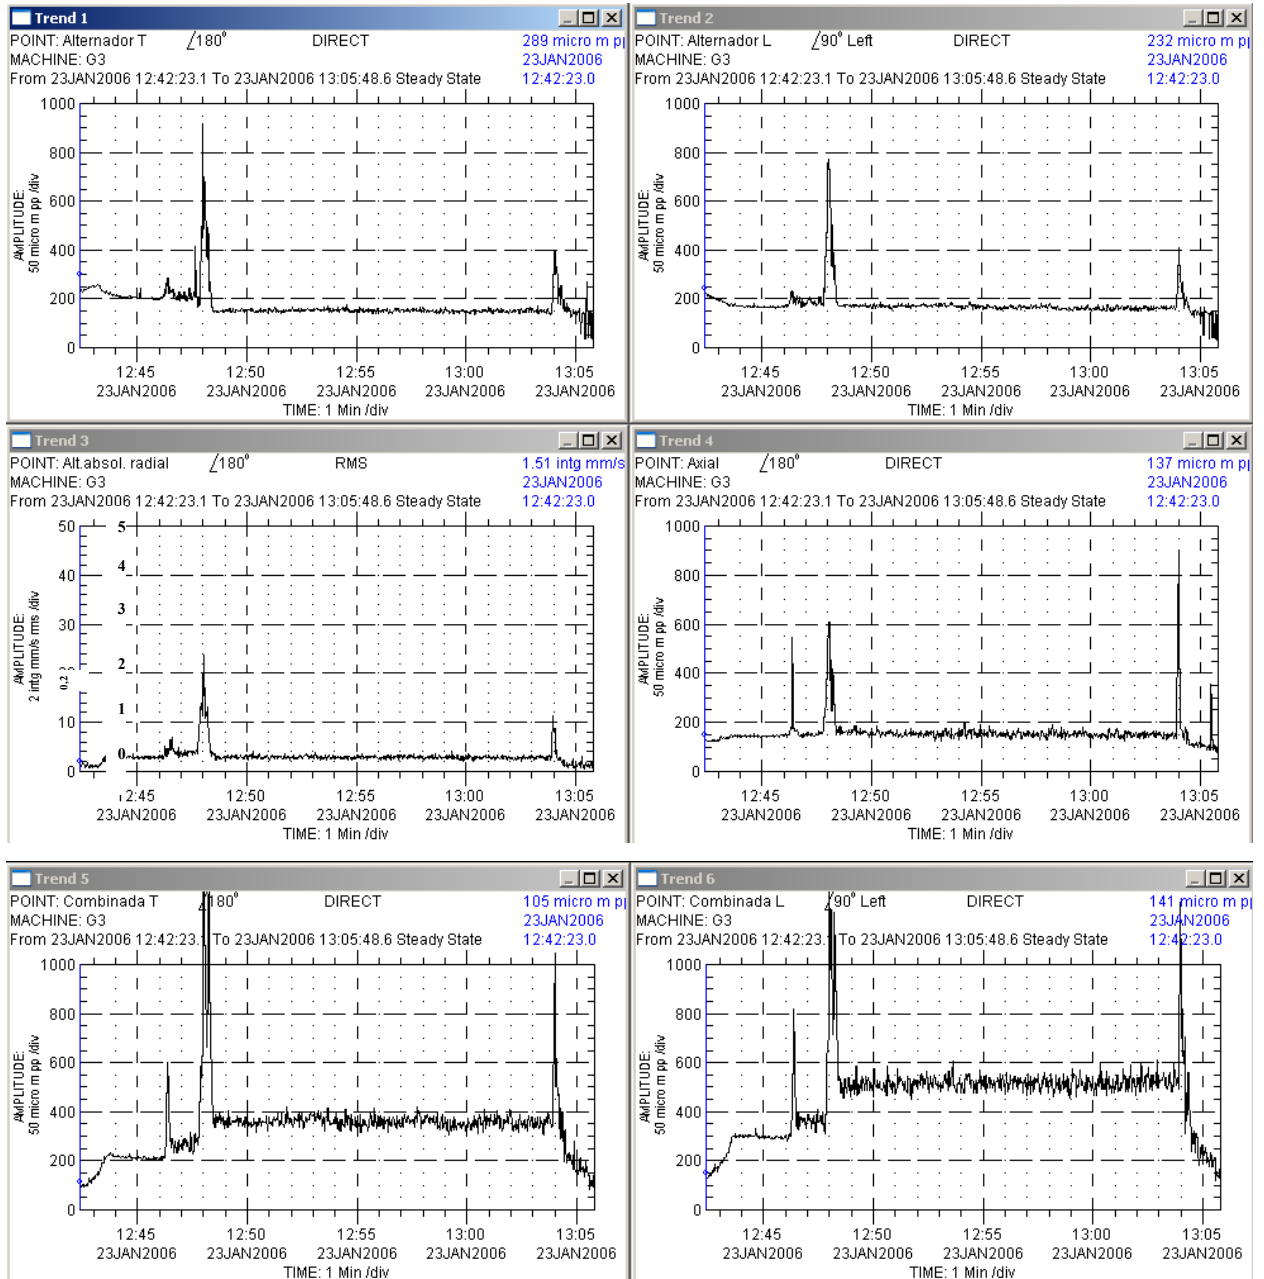 Trend 1
POINT: Alternador T ∠180° DIRECT 289 micro m pp
MACHINE: G3 23JAN2006
From 23JAN2006 12:42:23.1 To 23JAN2006 13:05:48.6 Steady State 12:42:23.0
1000
800
600
400
200
0
AMPLITUDE:
50 micro m pp /div
12:45 12:50 12:55 13:00 13:05
23JAN2006 23JAN2006 23JAN2006 23JAN2006 23JAN2006
TIME: 1 Min /div
Trend 2
POINT: Alternador L ∠90° Left DIRECT 232 micro m pp
MACHINE: G3 23JAN2006
From 23JAN2006 12:42:23.1 To 23JAN2006 13:05:48.6 Steady State 12:42:23.0
1000
800
600
400
200
0
AMPLITUDE:
50 micro m pp /div
12:45 12:50 12:55 13:00 13:05
23JAN2006 23JAN2006 23JAN2006 23JAN2006 23JAN2006
TIME: 1 Min /div
Trend 3
POINT: Alt.absol. radial ∠180° RMS 1.51 intg mm/s
MACHINE: G3 23JAN2006
From 23JAN2006 12:42:23.1 To 23JAN2006 13:05:48.6 Steady State 12:42:23.0
50 5
40 4
3
30
2
10 1
0
0
AMPLITUDE:
2 intg mm/s rms /div
0,2
12:45 12:50 12:55 13:00 13:05
23JAN2006 23JAN2006 23JAN2006 23JAN2006 23JAN2006
TIME: 1 Min /div
Trend 4
POINT: Axial ∠180° DIRECT 137 micro m pp
MACHINE: G3 23JAN2006
From 23JAN2006 12:42:23.1 To 23JAN2006 13:05:48.6 Steady State 12:42:23.0
1000
800
600
400
200
0
AMPLITUDE:
50 micro m pp /div
12:45 12:50 12:55 13:00 13:05
23JAN2006 23JAN2006 23JAN2006 23JAN2006 23JAN2006
TIME: 1 Min /div
Trend 5
POINT: Combinada T ∠180° DIRECT 105 micro m pp
MACHINE: G3 23JAN2006
From 23JAN2006 12:42:23.1 To 23JAN2006 13:05:48.6 Steady State 12:42:23.0
1000
800
600
400
200
0
AMPLITUDE:
50 micro m pp /div
12:45 12:50 12:55 13:00 13:05
23JAN2006 23JAN2006 23JAN2006 23JAN2006 23JAN2006
TIME: 1 Min /div
Trend 6
POINT: Combinada L ∠90° Left DIRECT 141 micro m pp
MACHINE: G3 23JAN2006
From 23JAN2006 12:42:23.1 To 23JAN2006 13:05:48.6 Steady State 12:42:23.0
1000
800
600
400
200
0
AMPLITUDE:
50 micro m pp /div
12:45 12:50 12:55 13:00 13:05
23JAN2006 23JAN2006 23JAN2006 23JAN2006 23JAN2006
TIME: 1 Min /div